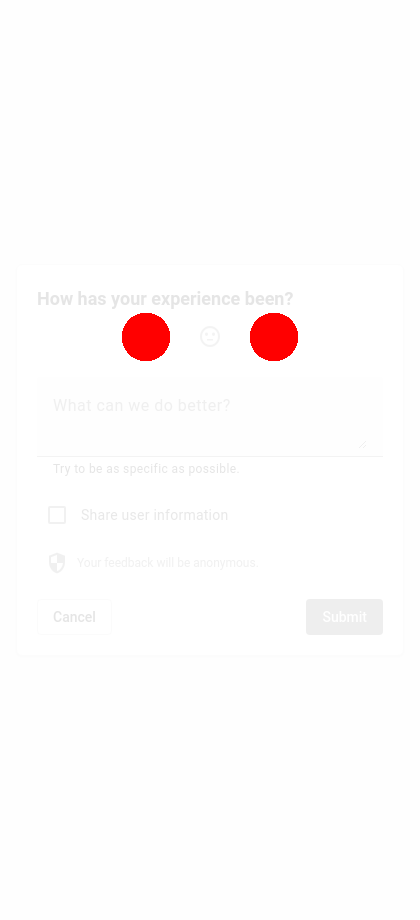 How has your experience been?
What can we do better?
Try to be as specific as possible.
Share user information
Your feedback will be anonymous.
Cancel
Submit